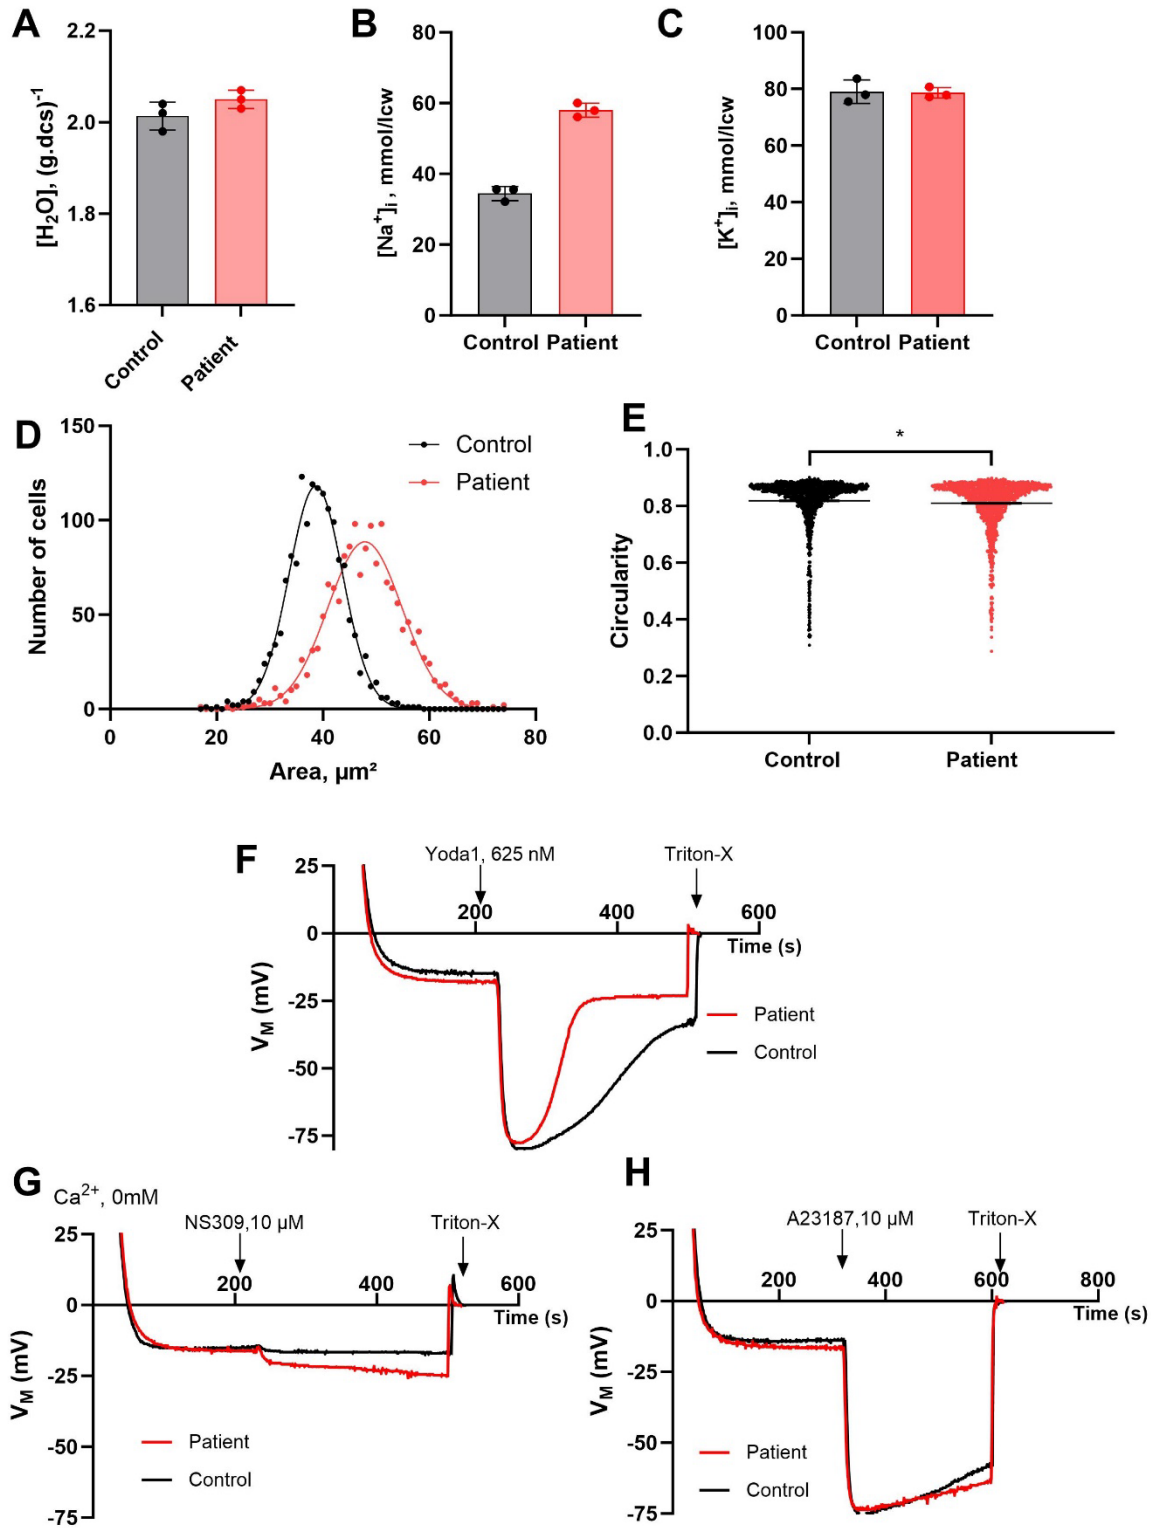 A
2.2
2.0
1.8
1.6
[H₂O], (g.dcs)⁻¹
Control
Patient
B
80
60
40
20
0
[Na⁺]ᵢ, mmol/lcw
Control Patient
C
100
80
60
40
20
0
[K⁺]ᵢ, mmol/lcw
Control Patient
D
150
100
50
0
Number of cells
Control
Patient
0 20 40 60 80
Area, µm²
E
1.0
0.8
0.6
0.4
0.2
0.0
Circularity
*
Control Patient
F
Yoda1, 625 nM
Triton-X
25
0
-25
-50
-75
V_M (mV)
200 400 600
Time (s)
Patient
Control
G
Ca²⁺, 0mM
NS309,10 µM
Triton-X
25
0
-25
-50
-75
V_M (mV)
200 400 600
Time (s)
Patient
Control
H
A23187,10 µM
Triton-X
25
0
-25
-50
-75
V_M (mV)
200 400 600 800
Time (s)
Patient
Control